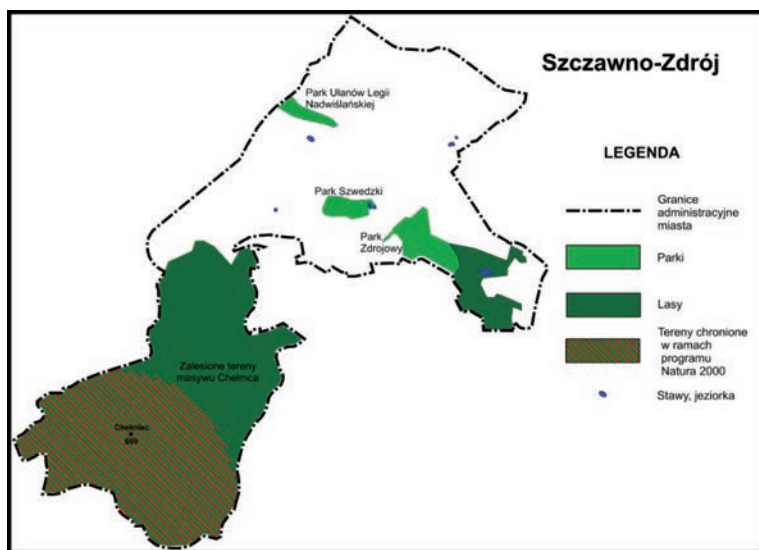 Szczawno-Zdrój
Park Ułanów Legii
Nadwiślańskiej
LEGENDA
Park Szwedzki
Park
Zdrojowy
Granice
administracyjne
miasta
Parki
Lasy
Tereny chronione
w ramach
programu
Natura 2000
Stawy, jeziorka
Zalesione tereny
masywu Chełmca
Chełmiec